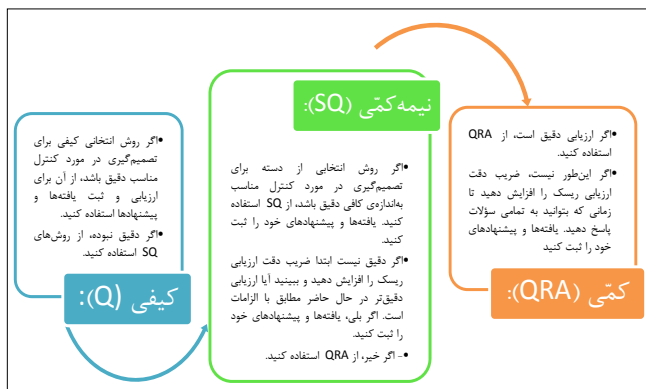 •اگر روش انتخانی کیفی برای
تصمیم‌گیری در مورد کنترل
مناسب دقیق باشد، از آن برای
ارزیابی و ثبت یافته‌ها و
پیشنهادها استفاده کنید.
•اگر دقیق نبوده، از روش‌های
SQ استفاده کنید.
کیفی (Q):
نیمه‌کمّی (SQ):
•اگر روش انتخابی از دسته برای
تصمیم‌گیری در مورد کنترل مناسب
به‌اندازه‌ی کافی دقیق باشد، از SQ استفاده
کنید. یافته‌ها و پیشنهادهای خود را ثبت
کنید.
•اگر دقیق نیست ابتدا ضریب دقت ارزیابی
ریسک را افزایش دهید و ببینید آیا ارزیابی
دقیق‌تر در حال حاضر مطابق با الزامات
است. اگر بلی، یافته‌ها و پیشنهادهای خود
را ثبت کنید.
•- اگر خیر، از QRA استفاده کنید.
•اگر ارزیابی دقیق است، از QRA
استفاده کنید.
•اگر این‌طور نیست، ضریب دقت
ارزیابی ریسک را افزایش دهید تا
زمانی که بتوانید به تمامی سؤلات
پاسخ دهید. یافته‌ها و پیشنهادهای
خود را ثبت کنید
کمّی (QRA):